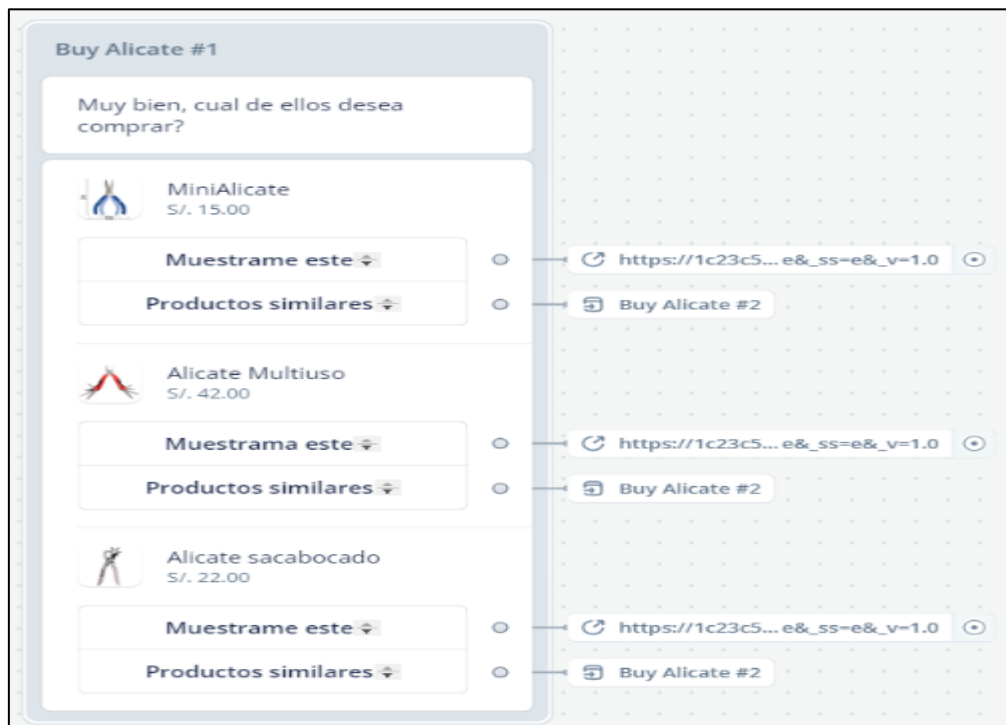 Buy Alicate #1
Muy bien, cual de ellos desea
comprar?
MiniAlicate
S/. 15.00
Muestrame este
https://1c23c5...e&_ss=e&_v=1.0
Productos similares
Buy Alicate #2
Alicate Multiuso
S/. 42.00
Muestrama este
https://1c23c5...e&_ss=e&_v=1.0
Productos similares
Buy Alicate #2
Alicate sacabocado
S/. 22.00
Muestrame este
https://1c23c5...e&_ss=e&_v=1.0
Productos similares
Buy Alicate #2